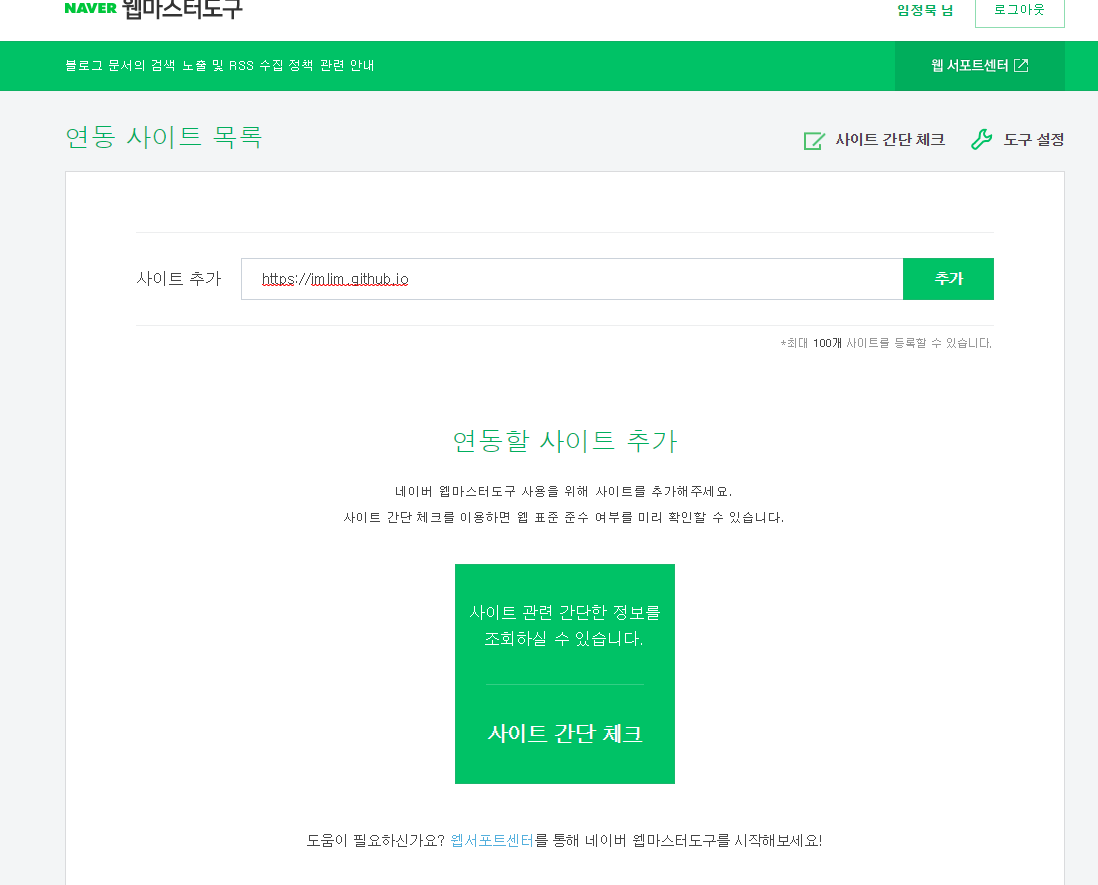 NAVER 웹마스터도구
임정묵 님
로그아웃
블로그 문서의 검색 노출 및 RSS 수집 정책 관련 안내
웹 서포트센터
연동 사이트 목록
사이트 간단 체크
도구 설정
사이트 추가
https://imlim.github.io
추가
*최대 100개 사이트를 등록할 수 있습니다.
연동할 사이트 추가
네이버 웹마스터도구 사용을 위해 사이트를 추가해주세요.
사이트 간단 체크를 이용하면 웹 표준 준수 여부를 미리 확인할 수 있습니다.
사이트 관련 간단한 정보를
조회하실 수 있습니다.
사이트 간단 체크
도움이 필요하신가요? 웹서포트센터를 통해 네이버 웹마스터도구를 시작해보세요!